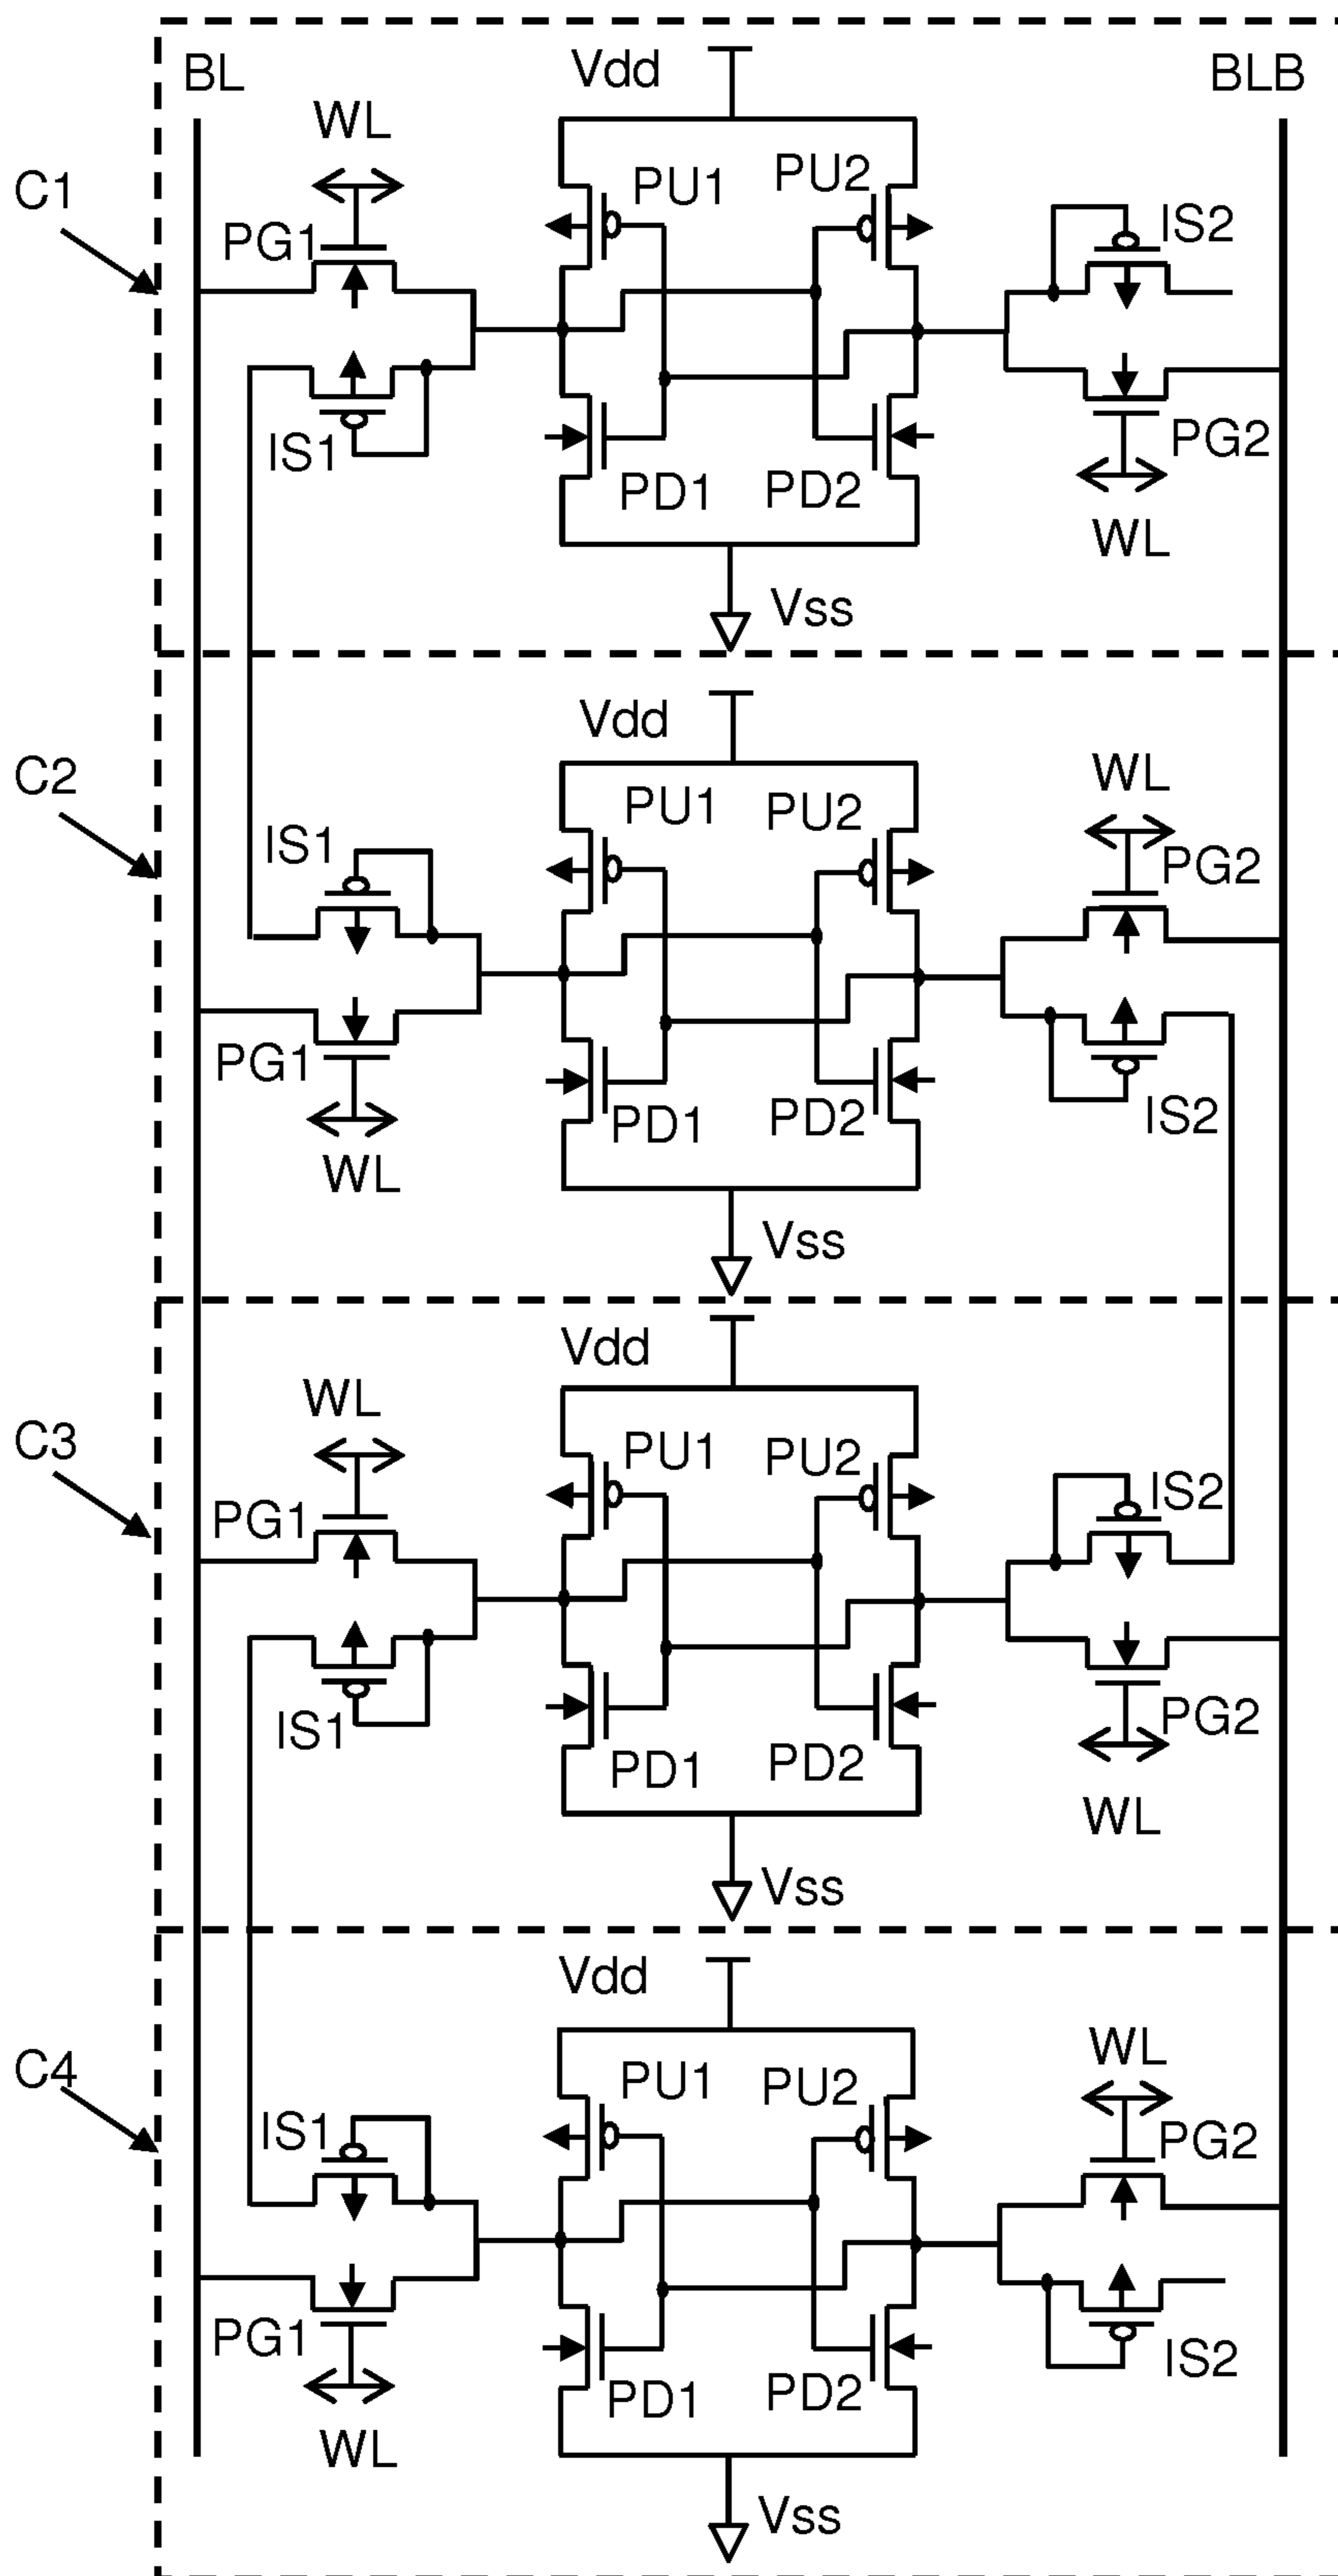 BL
Vdd
BLB
WL
C1
PU1
PU2
PG1
IS2
IS1
PD1
PD2
PG2
WL
Vss
Vdd
C2
WL
PU1
PU2
IS1
PG2
PG1
PD1
PD2
IS2
WL
Vss
Vdd
WL
C3
PU1
PU2
PG1
IS2
IS1
PG2
PD1
PD2
WL
Vss
Vdd
C4
WL
PU1
PU2
IS1
PG2
PG1
PD1
PD2
IS2
WL
Vss